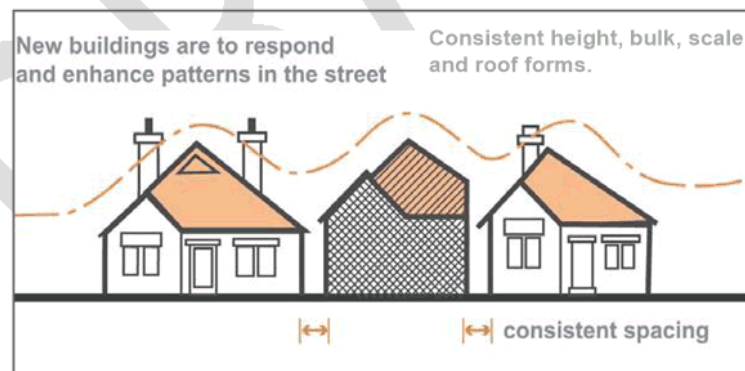 New buildings are to respond
and enhance patterns in the street
Consistent height, bulk, scale
and roof forms.
consistent spacing